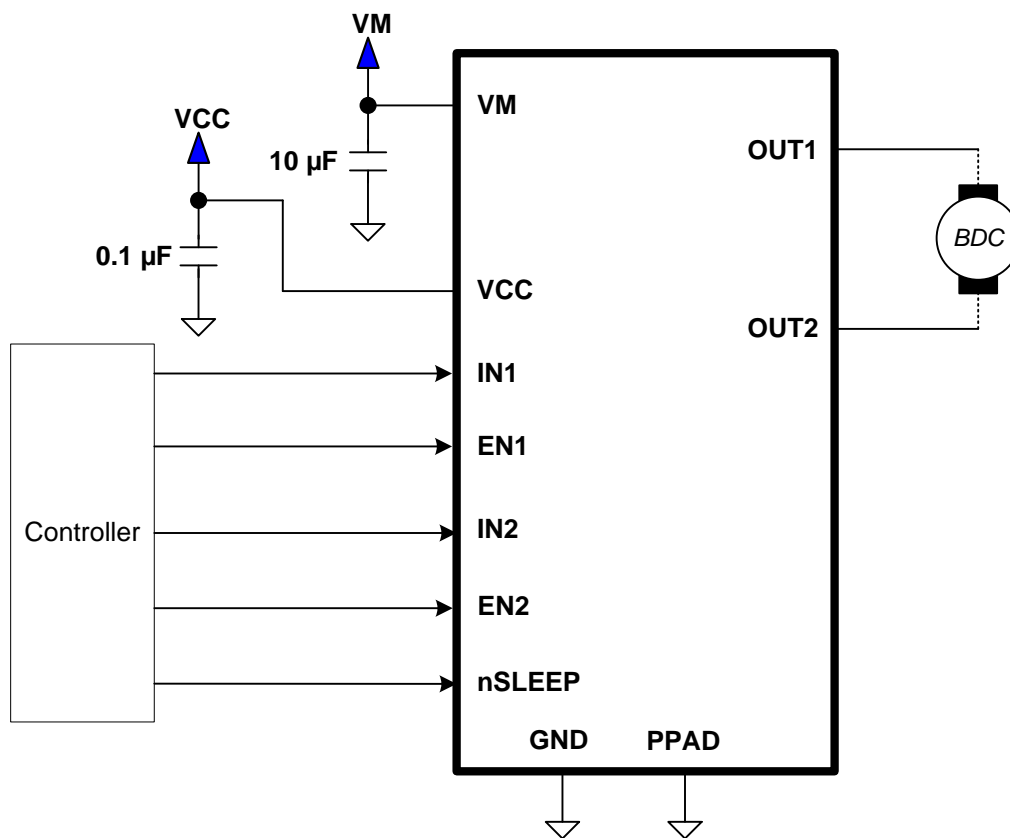 VM
VCC
10 µF
0.1 µF
VM
VCC
IN1
EN1
IN2
EN2
nSLEEP
GND
PPAD
OUT1
OUT2
BDC
Controller